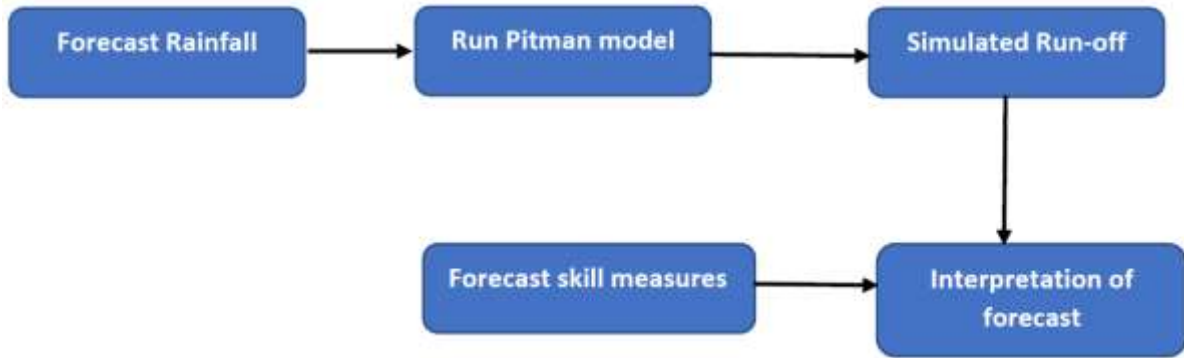 Forecast Rainfall
Run Pitman model
Simulated Run-off
Forecast skill measures
Interpretation of
forecast